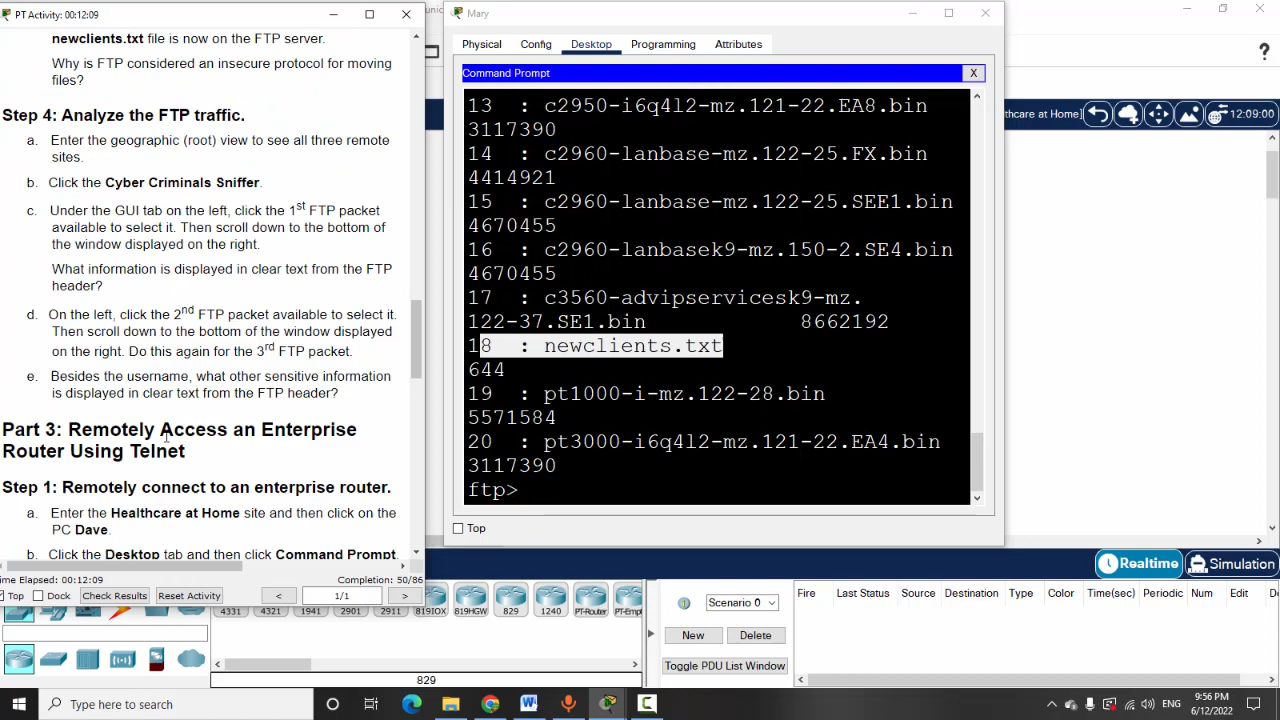 PT Activity: 00:12:09
newclients.txt file is now on the FTP server.
Why is FTP considered an insecure protocol for moving
files?
Step 4: Analyze the FTP traffic.
a. Enter the geographic (root) view to see all three remote
sites.
b. Click the Cyber Criminals Sniffer.
c. Under the GUI tab on the left, click the 1st FTP packet
available to select it. Then scroll down to the bottom of
the window displayed on the right.
What information is displayed in clear text from the FTP
header?
d. On the left, click the 2nd FTP packet available to select it.
Then scroll down to the bottom of the window displayed
on the right. Do this again for the 3rd FTP packet.
e. Besides the username, what other sensitive information
is displayed in clear text from the FTP header?
Part 3: Remotely Access an Enterprise
Router Using Telnet
Step 1: Remotely connect to an enterprise router.
a. Enter the Healthcare at Home site and then click on the
PC Dave.
b. Click the Desktop tab and then click Command Prompt.
me Elapsed: 00:12:09 Completion: 50/86
Top Dock Check Results Reset Activity < 1/1 >
Mary
Physical Config Desktop Programming Attributes
Command Prompt X
13 : c2950-i6q4l2-mz.121-22.EA8.bin
3117390
14 : c2960-lanbase-mz.122-25.FX.bin
4414921
15 : c2960-lanbase-mz.122-25.SEE1.bin
4670455
16 : c2960-lanbasek9-mz.150-2.SE4.bin
4670455
17 : c3560-advipservicesk9-mz.
122-37.SE1.bin 8662192
18 : newclients.txt
644
19 : pt1000-i-mz.122-28.bin
5571584
20 : pt3000-i6q4l2-mz.121-22.EA4.bin
3117390
ftp>
Top
?
hcare at Home] 12:09:00
Realtime Simulation
4331 4321 1941 2901 2911 819IOX 819HGW 829 1240 PT-Router PT-Empt
829
Scenario 0
New Delete
Toggle PDU List Window
Fire Last Status Source Destination Type Color Time(sec) Periodic Num Edit De
Type here to search
ENG
9:56 PM
6/12/2022